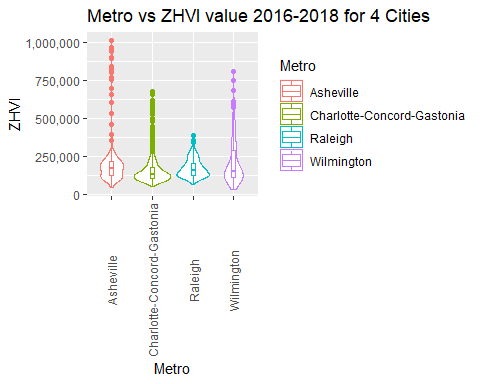 Metro vs ZHVI value 2016-2018 for 4 Cities
1,000,000
750,000
500,000
250,000
0
ZHVI
Asheville
Charlotte-Concord-Gastonia
Raleigh
Wilmington
Metro
Metro
Asheville
Charlotte-Concord-Gastonia
Raleigh
Wilmington